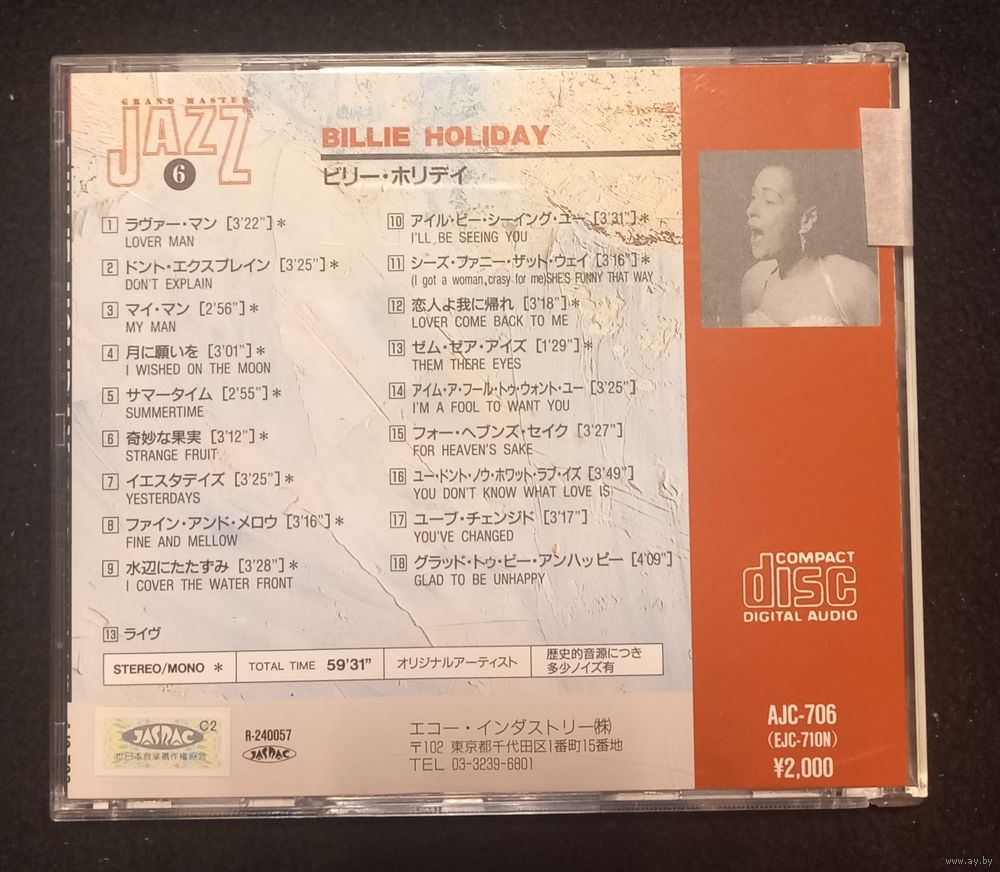 GRAND MASTER
JAZZ
6
BILLIE HOLIDAY
ビリー・ホリデイ
1 ラヴァー・マン [3'22"]*
LOVER MAN
2 ドント・エクスプレイン [3'25"]*
DON'T EXPLAIN
3 マイ・マン [2'56"]*
MY MAN
4 月に願いを [3'01"]*
I WISHED ON THE MOON
5 サマータイム [2'55"]*
SUMMERTIME
6 奇妙な果実 [3'12"]*
STRANGE FRUIT
7 イエスタデイズ [3'25"]*
YESTERDAYS
8 ファイン・アンド・メロウ [3'16"]*
FINE AND MELLOW
9 水辺にたたずみ [3'28"]*
I COVER THE WATER FRONT
10 アイル・ビー・シーイング・ユー [3'31"]*
I'LL BE SEEING YOU
11 シーズ・ファニー・ザット・ウェイ [3'16"]*
(I got a woman,crasy for me)SHE'S FUNNY THAT WAY
12 恋人よ我に帰れ [3'18"]*
LOVER COME BACK TO ME
13 ゼム・ゼア・アイズ [1'29"]*
THEM THERE EYES
14 アイム・ア・フール・トゥ・ウォント・ユー [3'25"]
I'M A FOOL TO WANT YOU
15 フォー・ヘブンズ・セイク [3'27"]
FOR HEAVEN'S SAKE
16 ユー・ドント・ノウ・ホワット・ラブ・イズ [3'49"]
YOU DON'T KNOW WHAT LOVE IS
17 ユーブ・チェンジド [3'17"]
YOU'VE CHANGED
18 グラッド・トゥ・ビー・アンハッピー [4'09"]
GLAD TO BE UNHAPPY
13 ライヴ
STEREO/MONO *
TOTAL TIME 59'31"
オリジナルアーティスト
歴史的音源につき
多少ノイズ有
COMPACT
disc
DIGITAL AUDIO
C2
JASRAC
日本音楽著作権協会
R-240057
JASRAC
エコー・インダストリー㈱
〒102 東京都千代田区1番町15番地
TEL 03-3239-6801
AJC-706
(EJC-710N)
¥2,000
www.ay.by